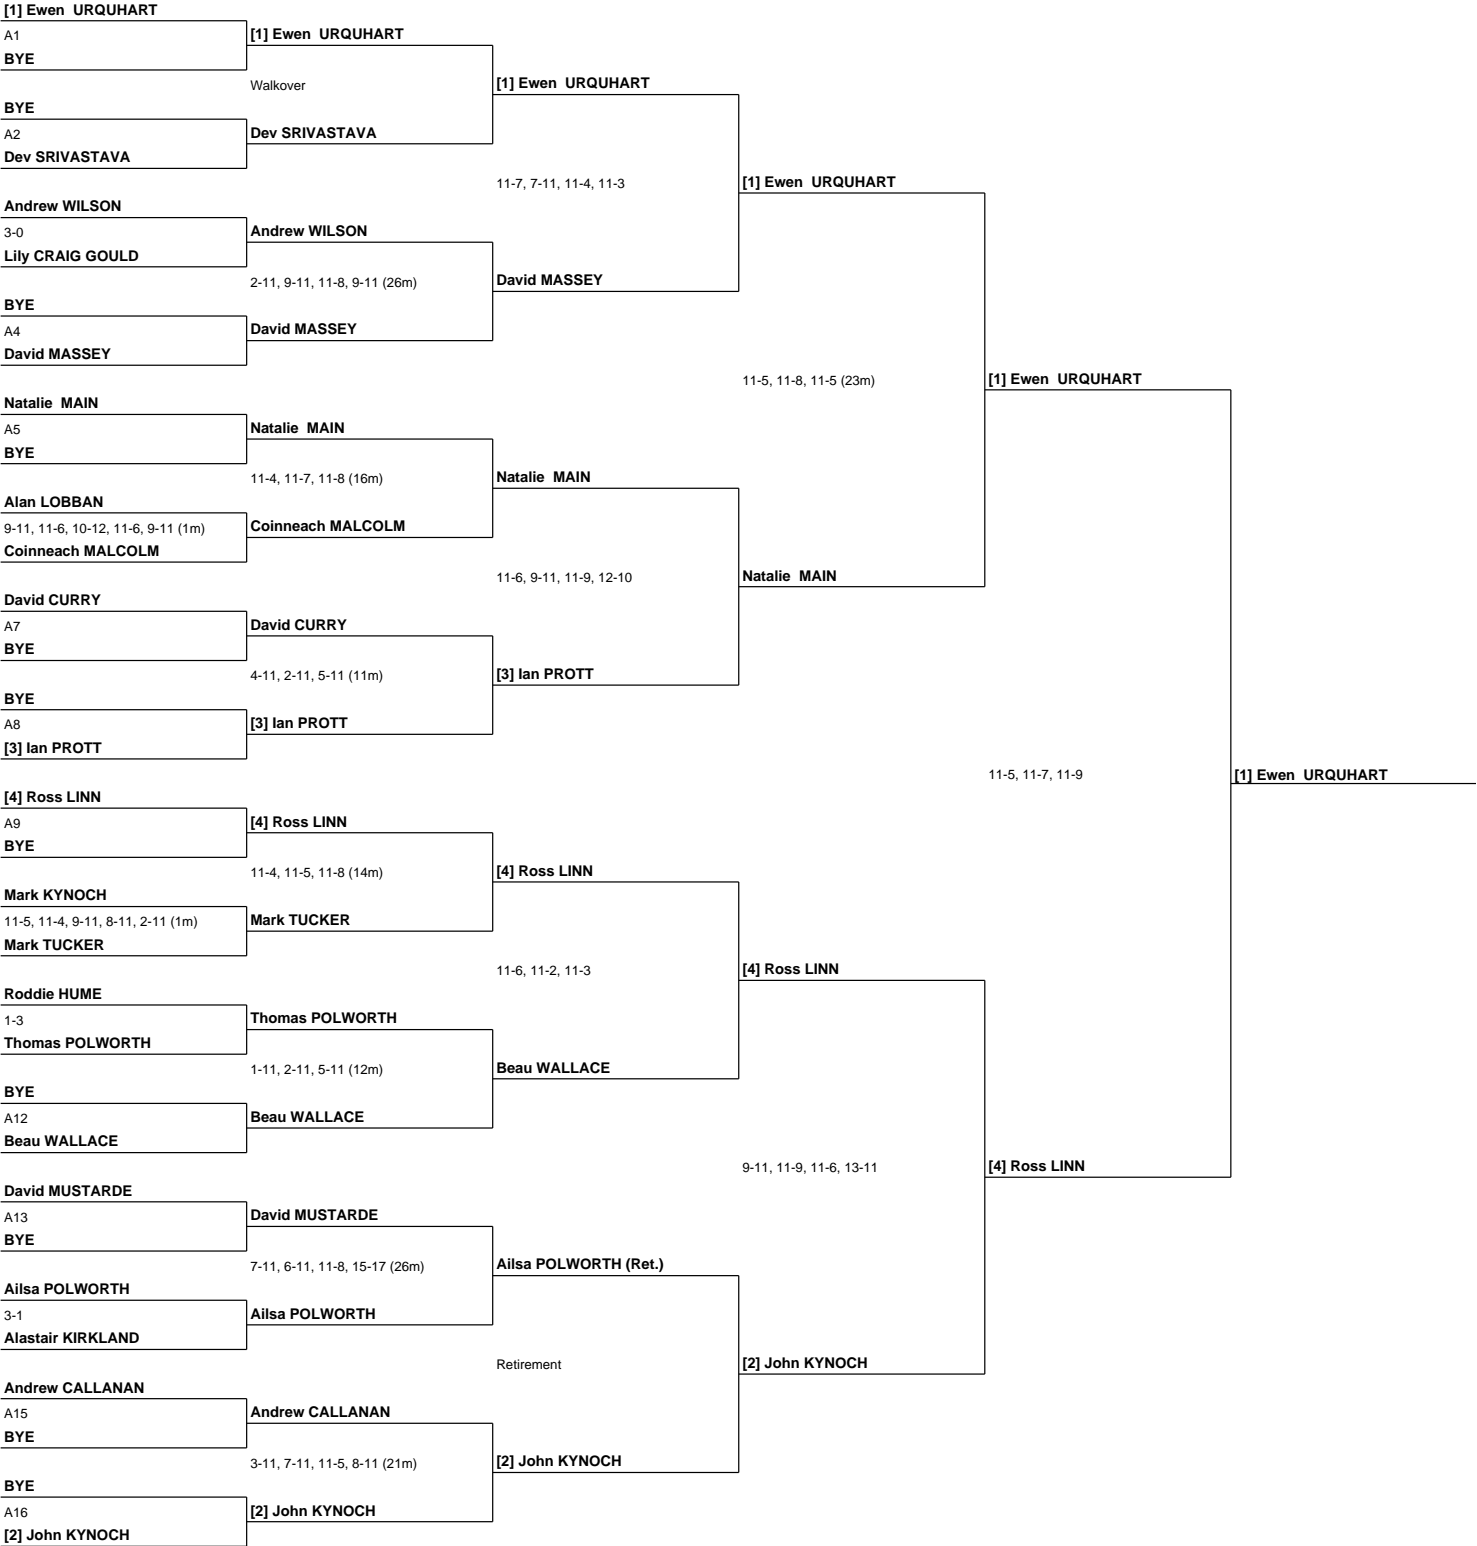 [1] Ewen  URQUHART
A1
BYE
BYE
A2
Dev SRIVASTAVA
Andrew WILSON
3-0
Lily CRAIG GOULD
BYE
A4
David MASSEY
Natalie  MAIN
A5
BYE
Alan LOBBAN
9-11, 11-6, 10-12, 11-6, 9-11 (1m)
Coinneach MALCOLM
David CURRY
A7
BYE
BYE
A8
[3] Ian PROTT
[4] Ross LINN
A9
BYE
Mark KYNOCH
11-5, 11-4, 9-11, 8-11, 2-11 (1m)
Mark TUCKER
Roddie HUME
1-3
Thomas POLWORTH
BYE
A12
Beau WALLACE
David MUSTARDE
A13
BYE
Ailsa POLWORTH
3-1
Alastair KIRKLAND
Andrew CALLANAN
A15
BYE
BYE
A16
[2] John KYNOCH
[1] Ewen  URQUHART
Walkover
Dev SRIVASTAVA
Andrew WILSON
2-11, 9-11, 11-8, 9-11 (26m)
David MASSEY
Natalie  MAIN
11-4, 11-7, 11-8 (16m)
Coinneach MALCOLM
David CURRY
4-11, 2-11, 5-11 (11m)
[3] Ian PROTT
[4] Ross LINN
11-4, 11-5, 11-8 (14m)
Mark TUCKER
Thomas POLWORTH
1-11, 2-11, 5-11 (12m)
Beau WALLACE
David MUSTARDE
7-11, 6-11, 11-8, 15-17 (26m)
Ailsa POLWORTH
Andrew CALLANAN
3-11, 7-11, 11-5, 8-11 (21m)
[2] John KYNOCH
[1] Ewen  URQUHART
11-7, 7-11, 11-4, 11-3
David MASSEY
Natalie  MAIN
11-6, 9-11, 11-9, 12-10
[3] Ian PROTT
[4] Ross LINN
11-6, 11-2, 11-3
Beau WALLACE
Ailsa POLWORTH (Ret.)
Retirement
[2] John KYNOCH
[1] Ewen  URQUHART
11-5, 11-8, 11-5 (23m)
Natalie  MAIN
[4] Ross LINN
9-11, 11-9, 11-6, 13-11
[2] John KYNOCH
[1] Ewen  URQUHART
11-5, 11-7, 11-9
[4] Ross LINN
[1] Ewen  URQUHART